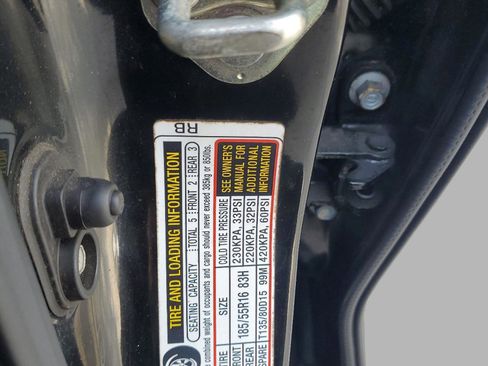 RB
TIRE AND LOADING INFORMATION
SEATING CAPACITY : TOTAL 5 : FRONT 2 : REAR 3
combined weight of occupants and cargo should never exceed 385kg or 850lbs.
TIRE SIZE COLD TIRE PRESSURE
FRONT 185/55R16 83H 230KPA, 33PSI
REAR 220KPA, 32PSI
SPARE T135/80D15 99M 420KPA, 60PSI
SEE OWNER'S
MANUAL FOR
ADDITIONAL
INFORMATION